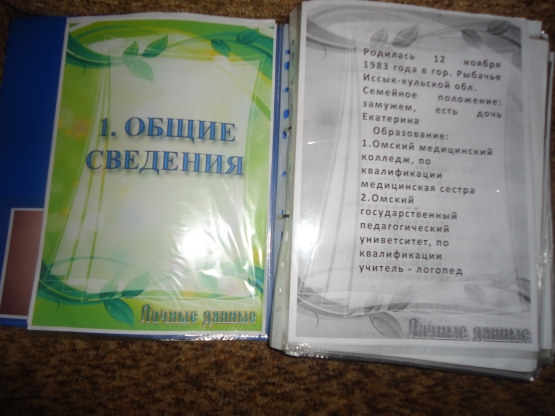 1. ОБЩИЕ
СВЕДЕНИЯ
Личные данные
Родилась 12 ноября
1983 года в гор. Рыбачье
Иссык-кульской обл.
Семейное положение:
замужем, есть дочь
Екатерина
Образование:
1.Омский медицинский
колледж, по
квалификации
медицинская сестра
2.Омский
государственный
педагогический
униветситет, по
квалификации
учитель - логопед
Личные данные